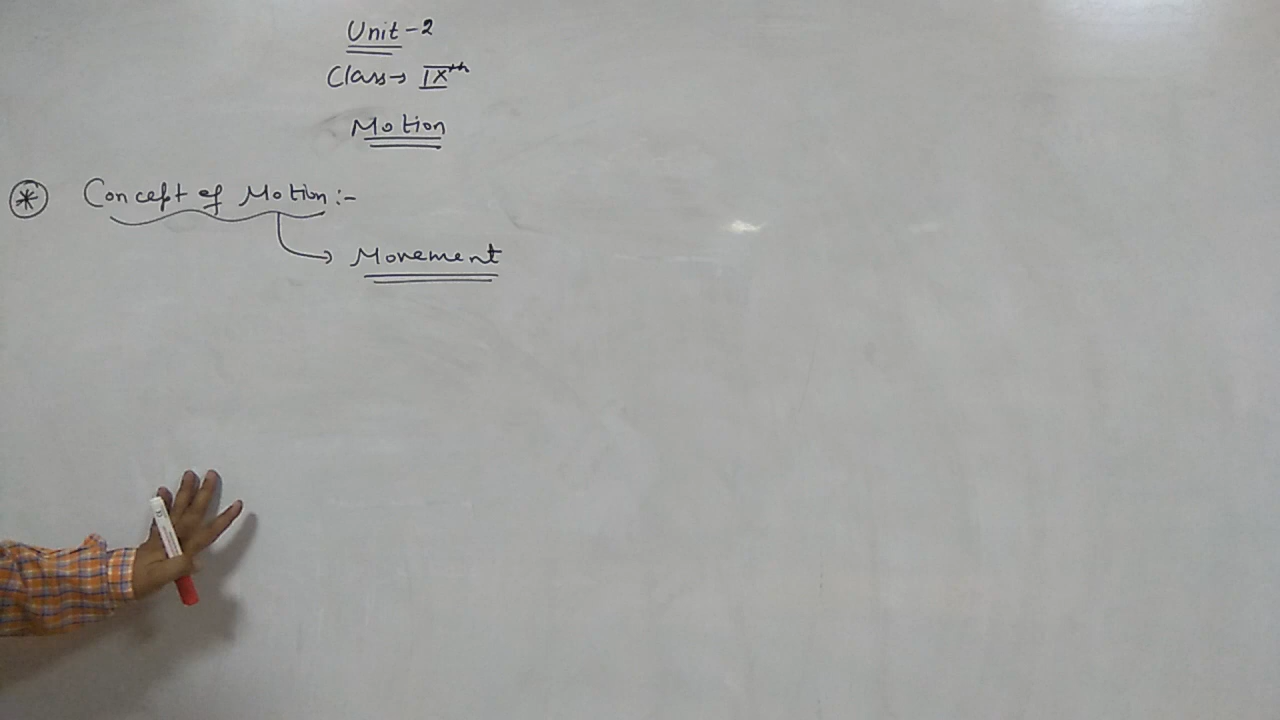 Unit-2
Class→ IXth
Motion
* Concept of Motion:-
→ Movement